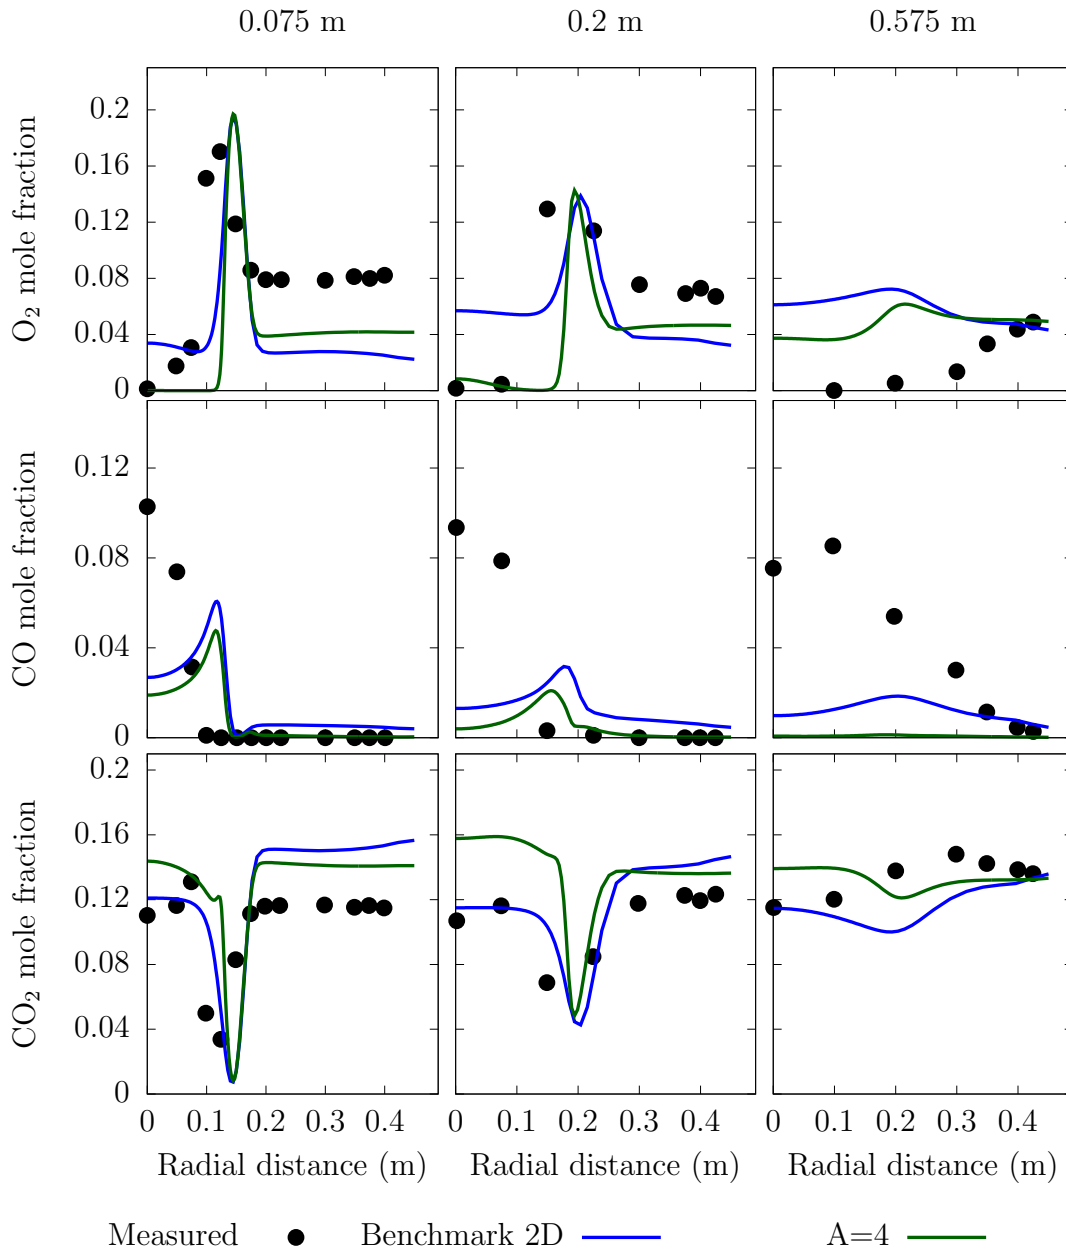 0.075 m 0.2 m 0.575 m
O₂ mole fraction
0.2
0.16
0.12
0.08
0.04
0
CO mole fraction
0.12
0.08
0.04
0
CO₂ mole fraction
0.2
0.16
0.12
0.08
0.04
0
0 0.1 0.2 0.3 0.4 0 0.1 0.2 0.3 0.4 0 0.1 0.2 0.3 0.4
Radial distance (m) Radial distance (m) Radial distance (m)
Measured Benchmark 2D A=4